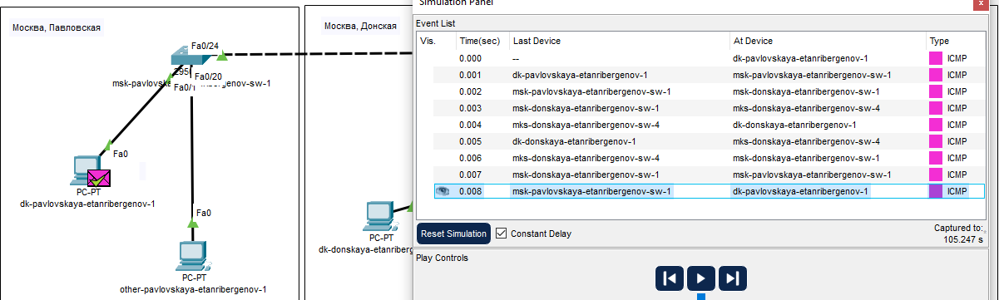 Simulation Panel
Event List
Vis. Time(sec) Last Device At Device Type
0.000 -- dk-pavlovskaya-etanribergenov-1 ICMP
0.001 dk-pavlovskaya-etanribergenov-1 msk-pavlovskaya-etanribergenov-sw-1 ICMP
0.002 msk-pavlovskaya-etanribergenov-sw-1 msk-donskaya-etanribergenov-sw-1 ICMP
0.003 msk-donskaya-etanribergenov-sw-1 mks-donskaya-etanribergenov-sw-4 ICMP
0.004 mks-donskaya-etanribergenov-sw-4 dk-donskaya-etanribergenov-1 ICMP
0.005 dk-donskaya-etanribergenov-1 mks-donskaya-etanribergenov-sw-4 ICMP
0.006 mks-donskaya-etanribergenov-sw-4 msk-donskaya-etanribergenov-sw-1 ICMP
0.007 msk-donskaya-etanribergenov-sw-1 msk-pavlovskaya-etanribergenov-sw-1 ICMP
0.008 msk-pavlovskaya-etanribergenov-sw-1 dk-pavlovskaya-etanribergenov-1 ICMP
Reset Simulation Constant Delay Captured to:
105.247 s
Play Controls
Москва, Павловская
Fa0/24
Fa0/20
Fa0/1
Fa0
PC-PT
dk-pavlovskaya-etanribergenov-1
Fa0
PC-PT
other-pavlovskaya-etanribergenov-1
Москва, Донская
PC-PT
dk-donskaya-etanriberg